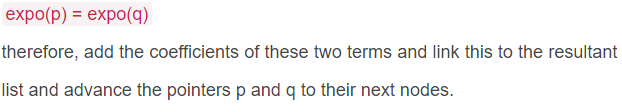 expo(p) = expo(q)
therefore, add the coefficients of these two terms and link this to the resultant
list and advance the pointers p and q to their next nodes.